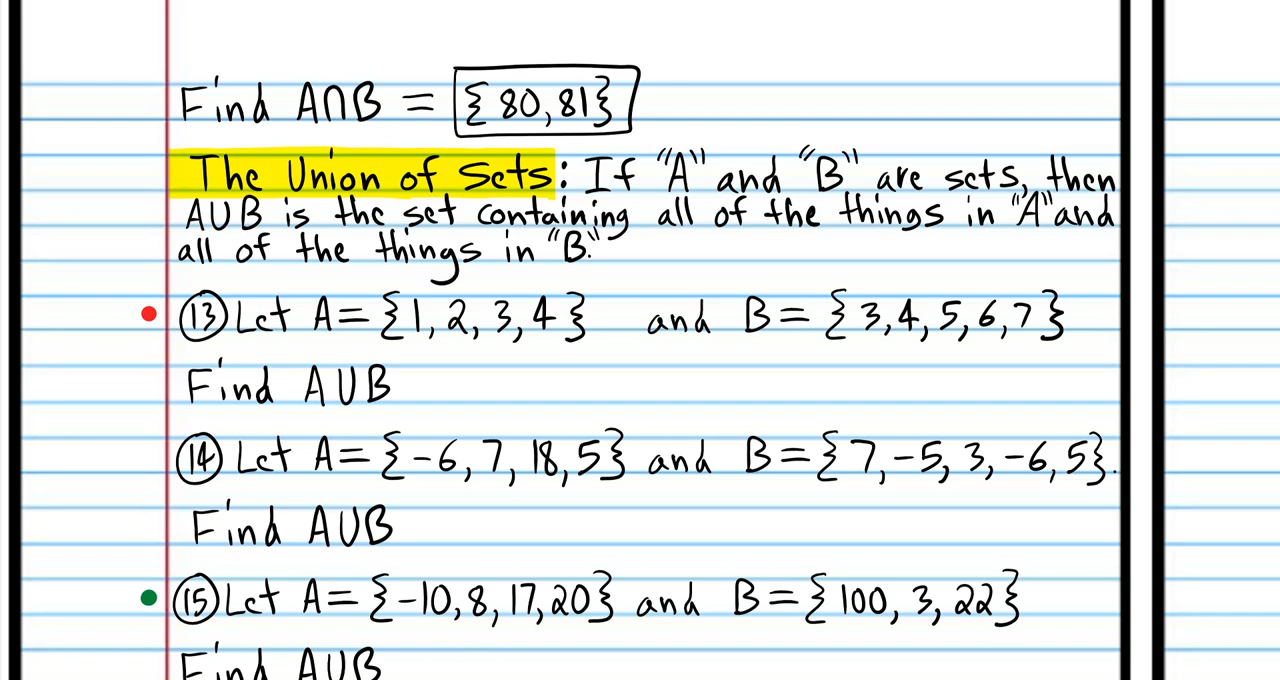 Find A∩B = {80,81}
The Union of Sets: If "A" and "B" are sets, then
A∪B is the set containing all of the things in "A" and
all of the things in "B."
⑬ Let A = {1, 2, 3, 4} and B = {3, 4, 5, 6, 7}
Find A∪B
⑭ Let A = {-6, 7, 18, 5} and B = {7, -5, 3, -6, 5}.
Find A∪B
⑮ Let A = {-10, 8, 17, 20} and B = {100, 3, 22}
Find A∪B